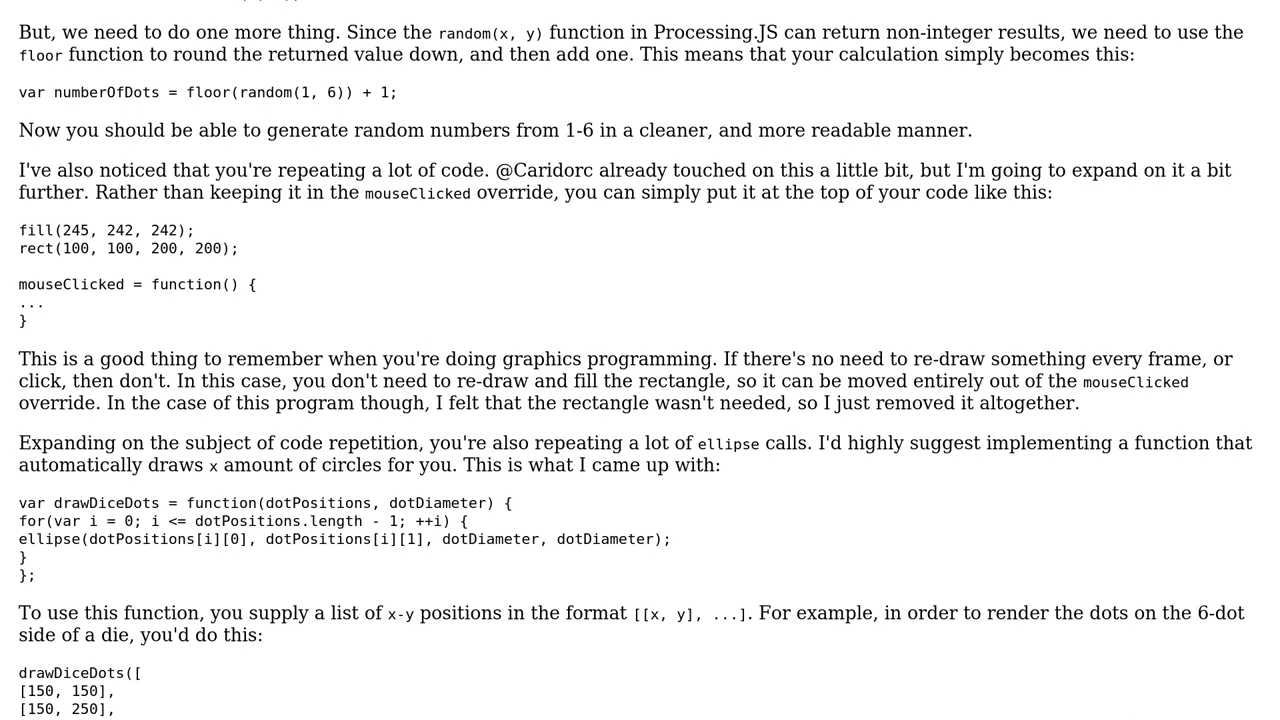 But, we need to do one more thing. Since the random(x, y) function in Processing.JS can return non-integer results, we need to use the
floor function to round the returned value down, and then add one. This means that your calculation simply becomes this:
var numberOfDots = floor(random(1, 6)) + 1;
Now you should be able to generate random numbers from 1-6 in a cleaner, and more readable manner.
I've also noticed that you're repeating a lot of code. @Caridorc already touched on this a little bit, but I'm going to expand on it a bit
further. Rather than keeping it in the mouseClicked override, you can simply put it at the top of your code like this:
fill(245, 242, 242);
rect(100, 100, 200, 200);
mouseClicked = function() {
...
}
This is a good thing to remember when you're doing graphics programming. If there's no need to re-draw something every frame, or
click, then don't. In this case, you don't need to re-draw and fill the rectangle, so it can be moved entirely out of the mouseClicked
override. In the case of this program though, I felt that the rectangle wasn't needed, so I just removed it altogether.
Expanding on the subject of code repetition, you're also repeating a lot of ellipse calls. I'd highly suggest implementing a function that
automatically draws x amount of circles for you. This is what I came up with:
var drawDiceDots = function(dotPositions, dotDiameter) {
for(var i = 0; i <= dotPositions.length - 1; ++i) {
ellipse(dotPositions[i][0], dotPositions[i][1], dotDiameter, dotDiameter);
}
};
To use this function, you supply a list of x-y positions in the format [[x, y], ...]. For example, in order to render the dots on the 6-dot
side of a die, you'd do this:
drawDiceDots([
[150, 150],
[150, 250],